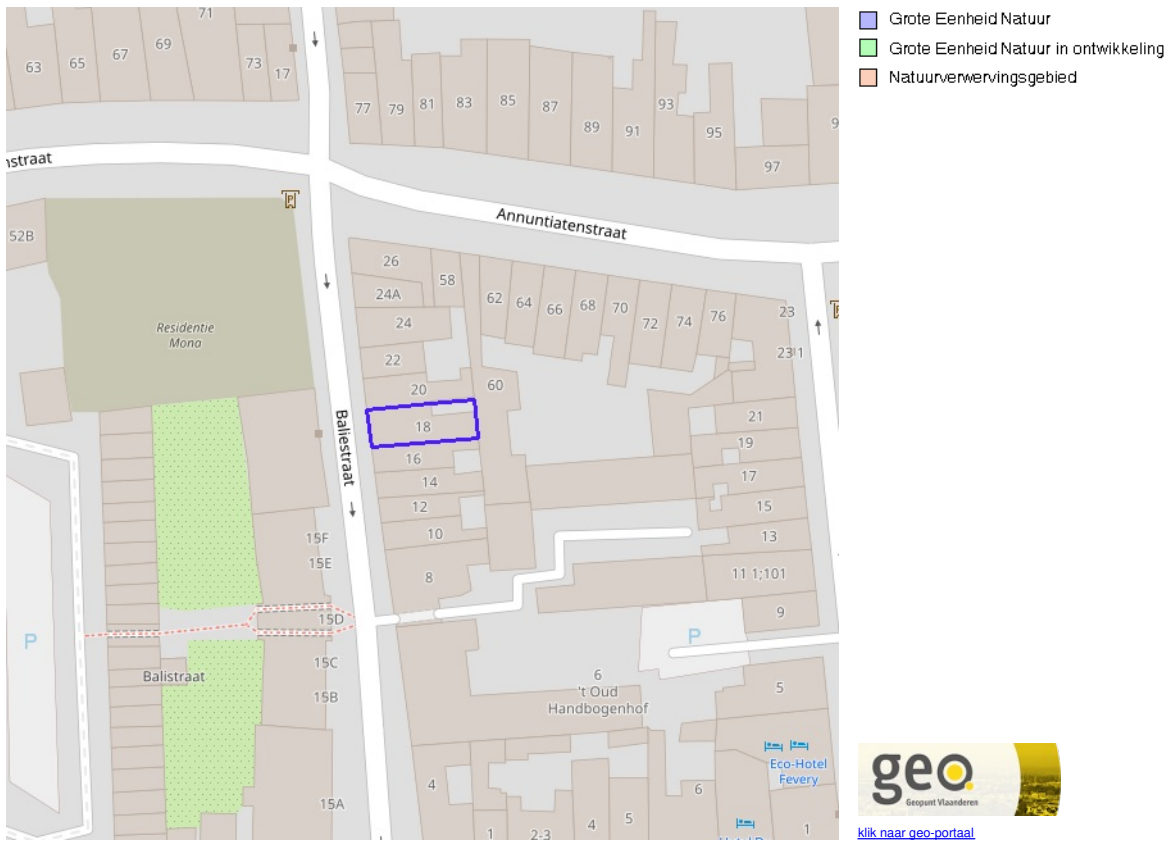 Grote Eenheid Natuur
Grote Eenheid Natuur in ontwikkeling
Natuurverwervingsgebied
71
63
65
67
69
73
17
77
79
81
83
85
87
89
91
93
95
97
nstraat
P
Annuntiatenstraat
52B
Residentie
Mona
26
24A
24
22
20
18
16
14
12
10
8
58
60
62
64
66
68
70
72
74
76
23
23 1
21
19
17
15
13
11 1;101
9
Baliestraat
15F
15E
15D
15C
15B
15A
P
Balistraat
P
6
't Oud
Handbogenhof
5
Eco-Hotel
Fevery
4
1
2-3
4
5
6
1
geo
Geopunt Vlaanderen
klik naar geo-portaal